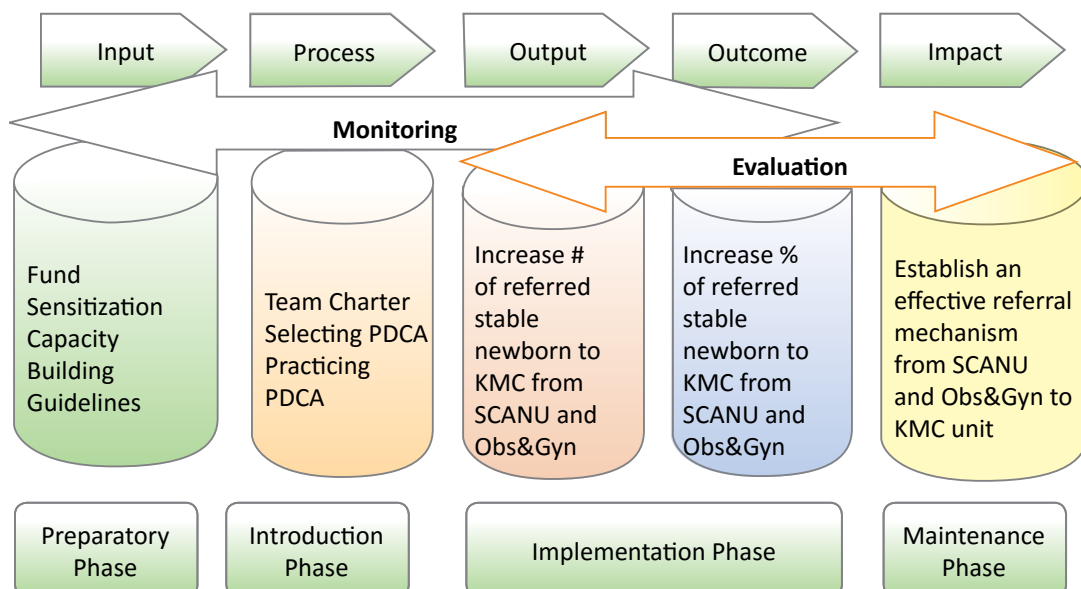 Input
Process
Output
Outcome
Impact
Monitoring
Evaluation
Fund
Sensitization
Capacity
Building
Guidelines
Team Charter
Selecting PDCA
Practicing
PDCA
Increase #
of referred
stable
newborn to
KMC from
SCANU and
Obs&Gyn
Increase %
of referred
stable
newborn to
KMC from
SCANU and
Obs&Gyn
Establish an
effective referral
mechanism
from SCANU
and Obs&Gyn to
KMC unit
Preparatory
Phase
Introduction
Phase
Implementation Phase
Maintenance
Phase